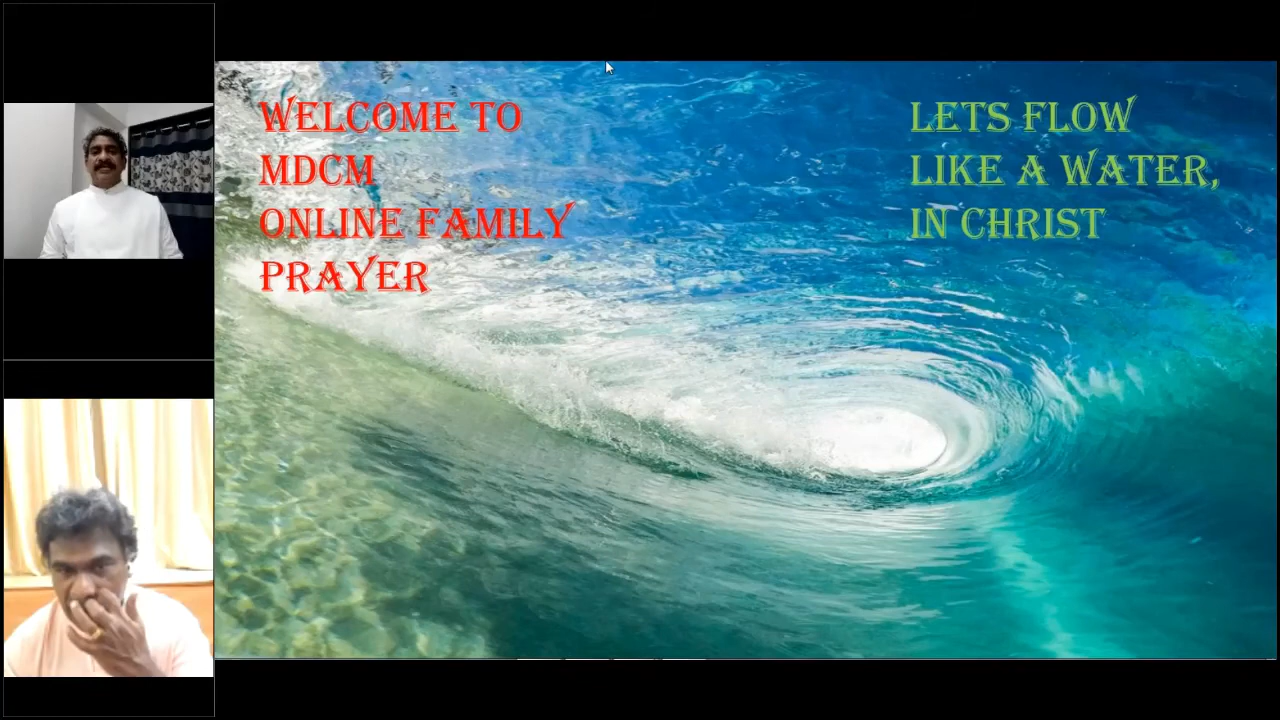 WELCOME TO
MDCM
ONLINE FAMILY
PRAYER
LETS FLOW
LIKE A WATER,
IN CHRIST